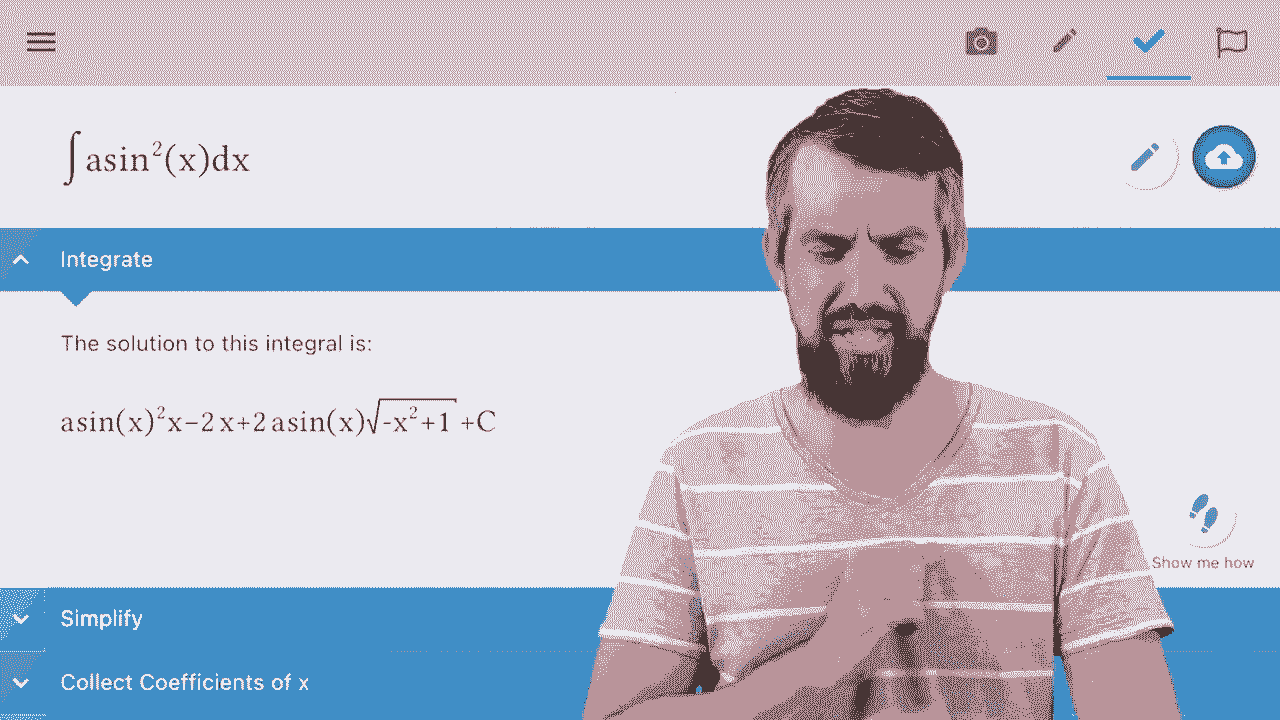 ∫asin²(x)dx
Integrate
The solution to this integral is:
asin(x)²x−2x+2asin(x)√-x²+1 +C
Show me how
Simplify
Collect Coefficients of x